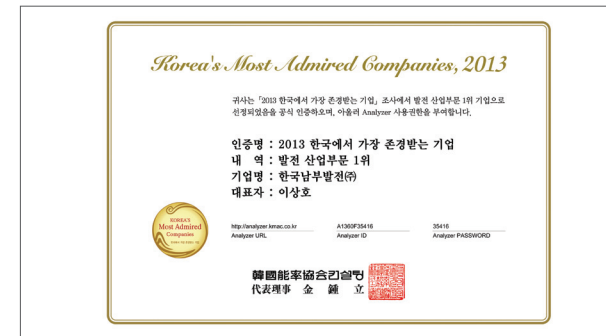 Korea's Most Admired Companies, 2013
귀사는 「2013 한국에서 가장 존경받는 기업」 조사에서 발전 산업부문 1위 기업으로
선정되었음을 공식 인증하오며, 아울러 Analyzer 사용권한을 부여합니다.
인증명 : 2013 한국에서 가장 존경받는 기업
내 역 : 발전 산업부문 1위
기업명 : 한국남부발전㈜
대표자 : 이상호
KOREA'S
Most Admired
Companies
http://analyzer.kmac.co.kr A1360F35416 35416
Analyzer URL Analyzer ID Analyzer PASSWORD
韓國能率協会컨설팅
代表理事 金 鍾 立